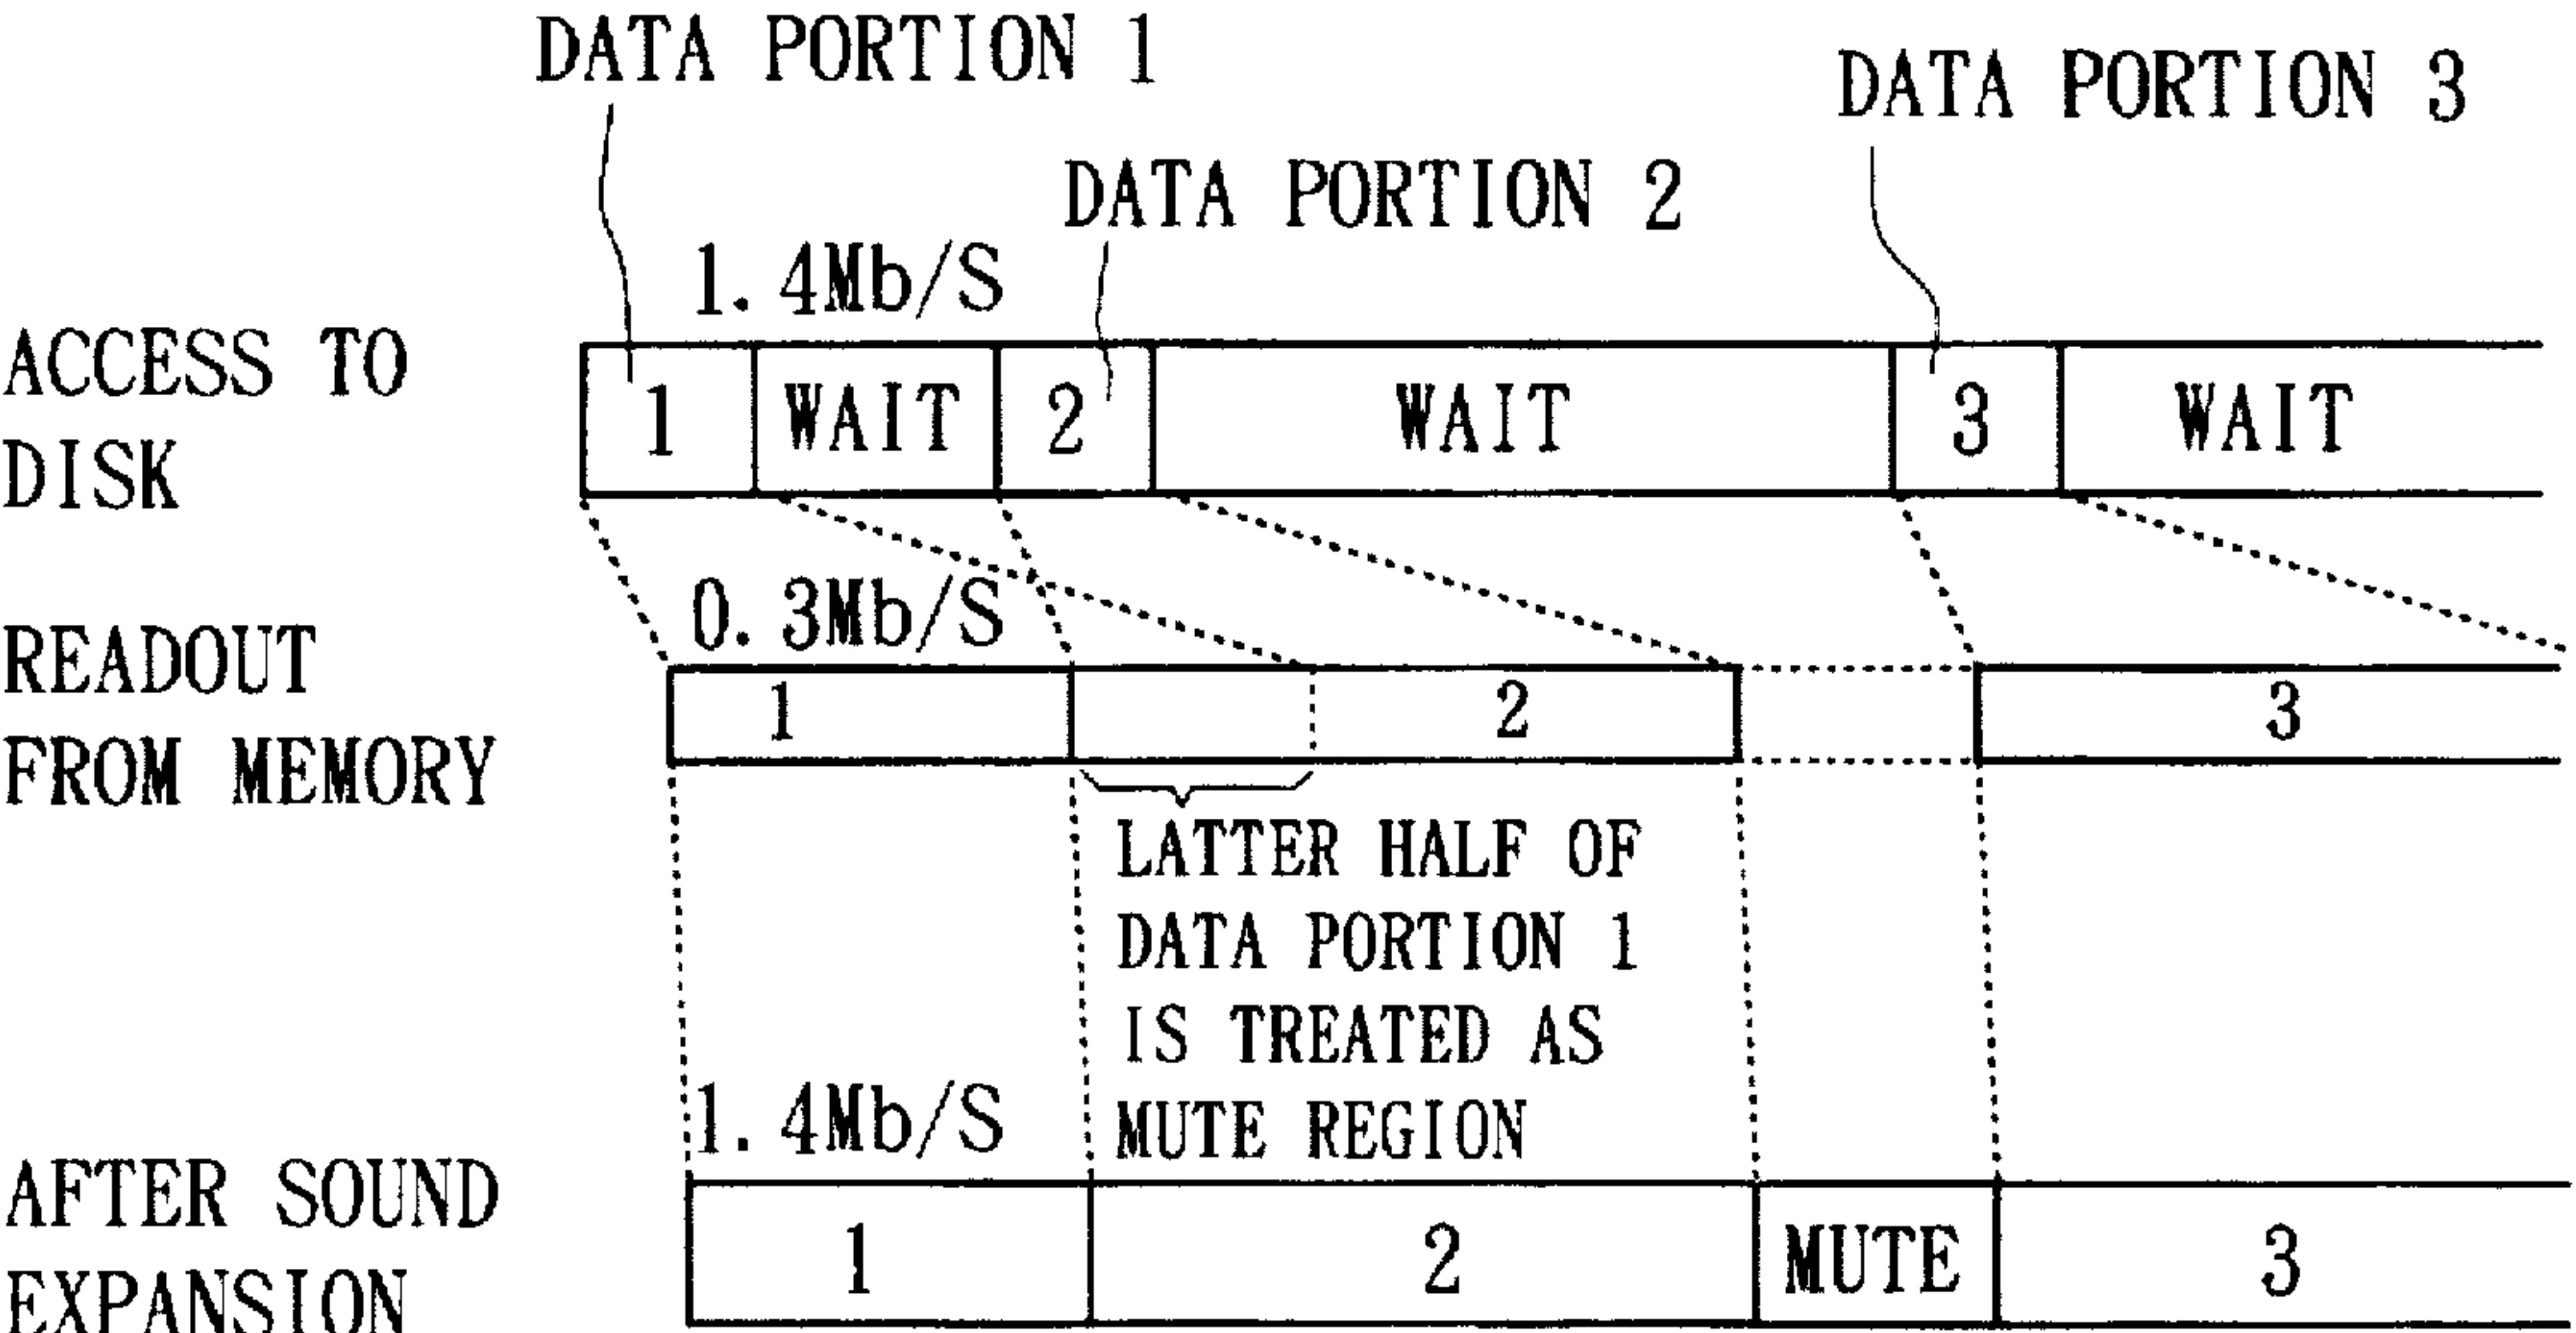 DATA PORTION 1
DATA PORTION 3
DATA PORTION 2
1.4Mb/S
ACCESS TO
DISK
1
WAIT
2
WAIT
3
WAIT
0.3Mb/S
READOUT
FROM MEMORY
1
2
3
LATTER HALF OF
DATA PORTION 1
IS TREATED AS
MUTE REGION
1.4Mb/S
AFTER SOUND
EXPANSION
1
2
MUTE
3